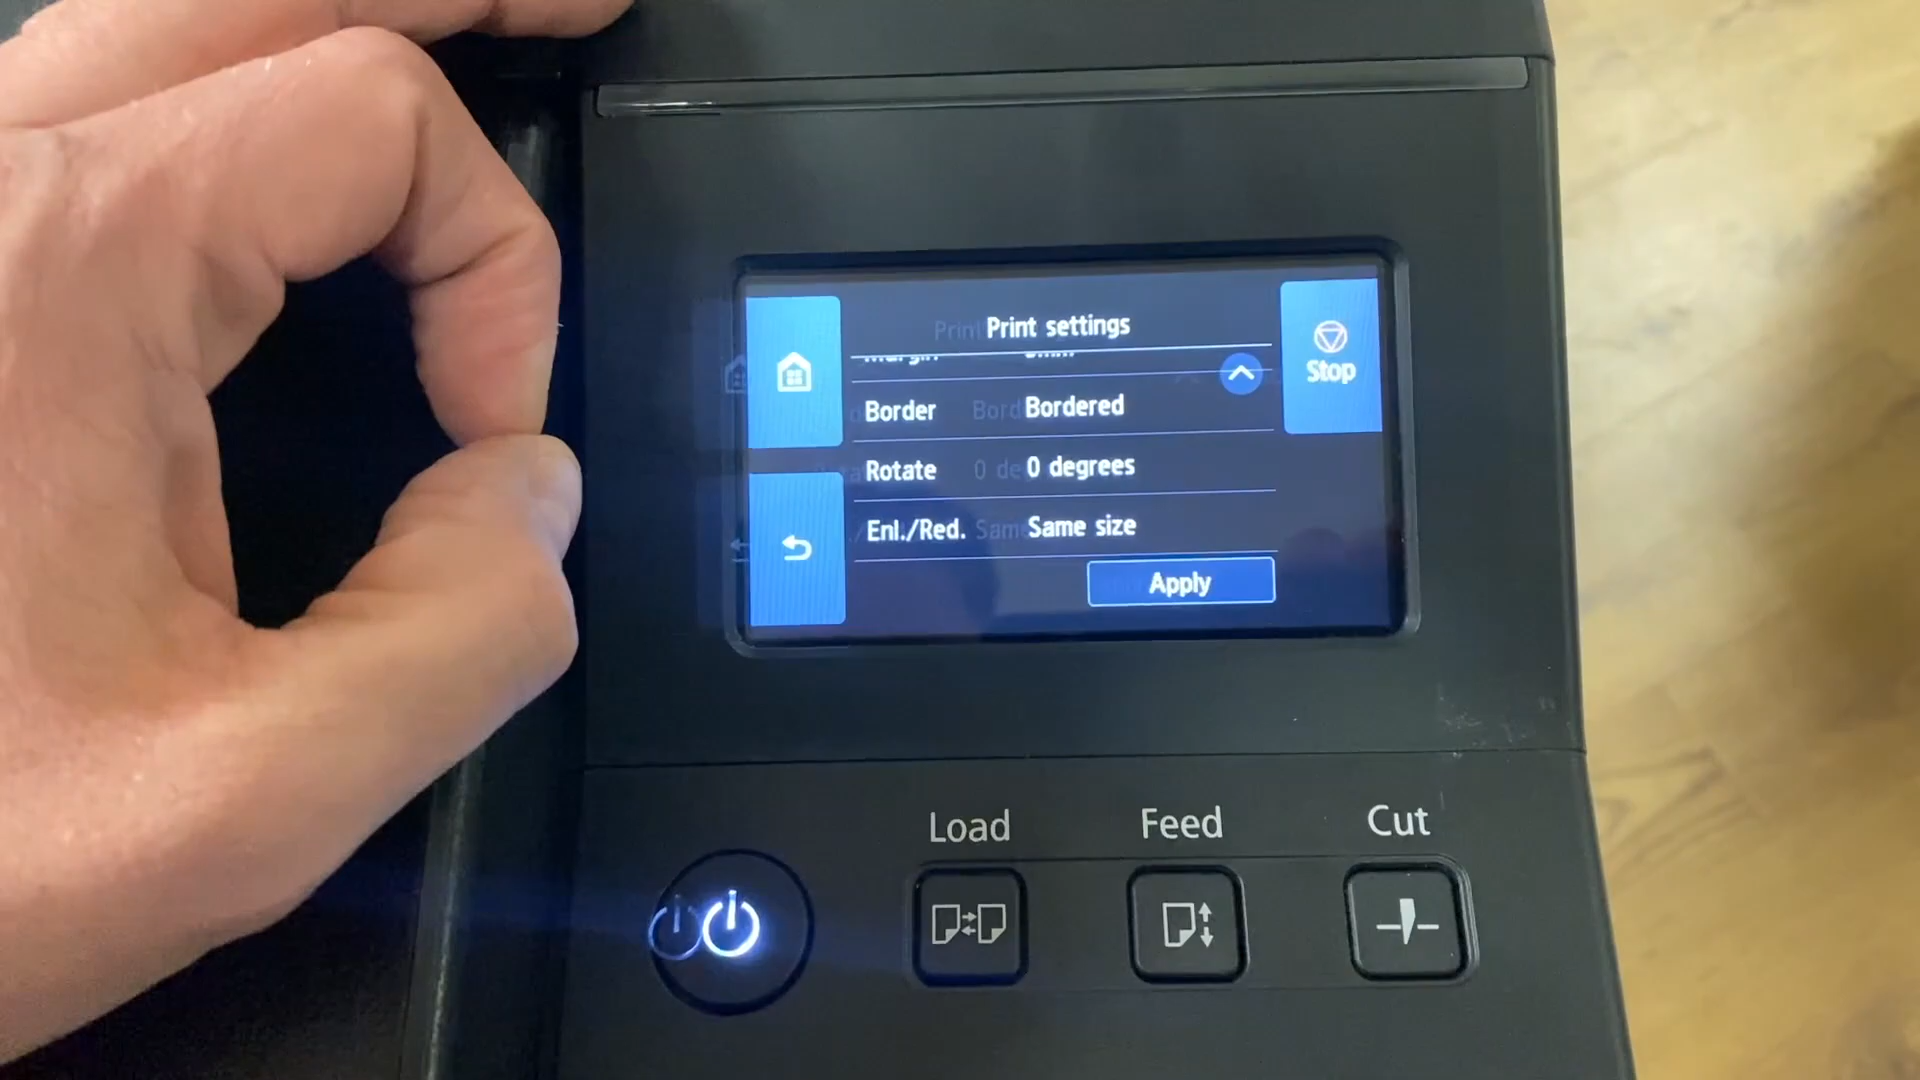 Print settings
Border Bordered
Rotate 0 degrees
Enl./Red. Same size
Apply
Stop
Load Feed Cut